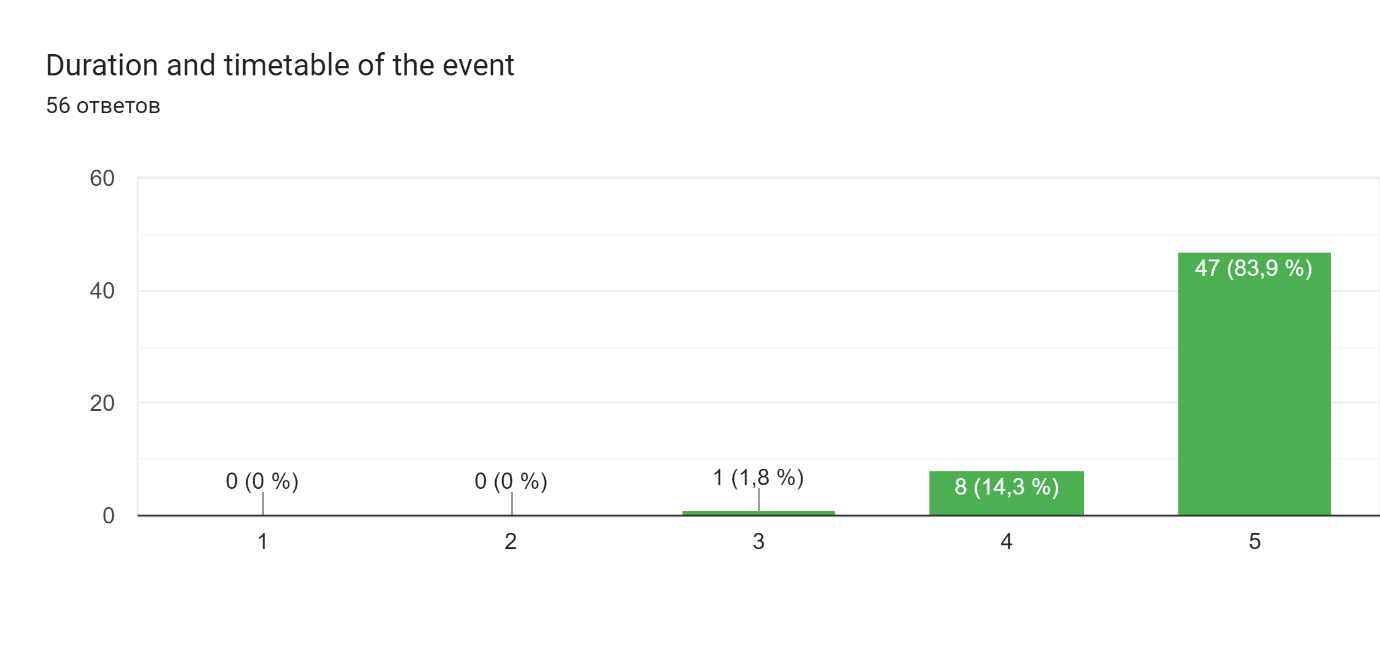 Duration and timetable of the event
56 ответов
60
40
20
0
0 (0 %)
0 (0 %)
1 (1,8 %)
8 (14,3 %)
47 (83,9 %)
1
2
3
4
5